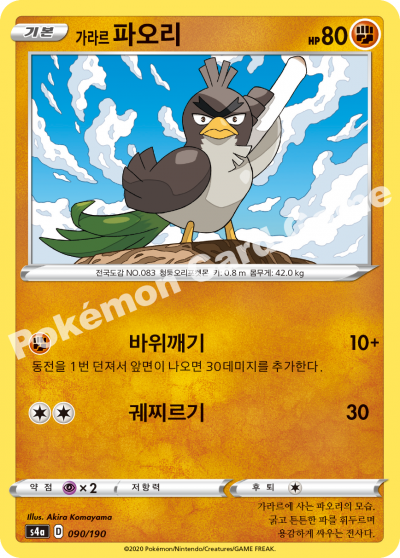 기본 가라르 파오리 HP 80
전국도감 NO.083 청둥오리포켓몬 키: 0.8 m 몸무게: 42.0 kg
바위깨기 10+
동전을 1번 던져서 앞면이 나오면 30데미지를 추가한다.
궤찌르기 30
약점 ×2 저항력 후퇴
Illus. Akira Komayama
s4a D 090/190
가라르에 사는 파오리의 모습.
굵고 튼튼한 파를 휘두르며
용감하게 싸우는 전사다.
©2020 Pokémon/Nintendo/Creatures/GAME FREAK.
Pokémon Card Game